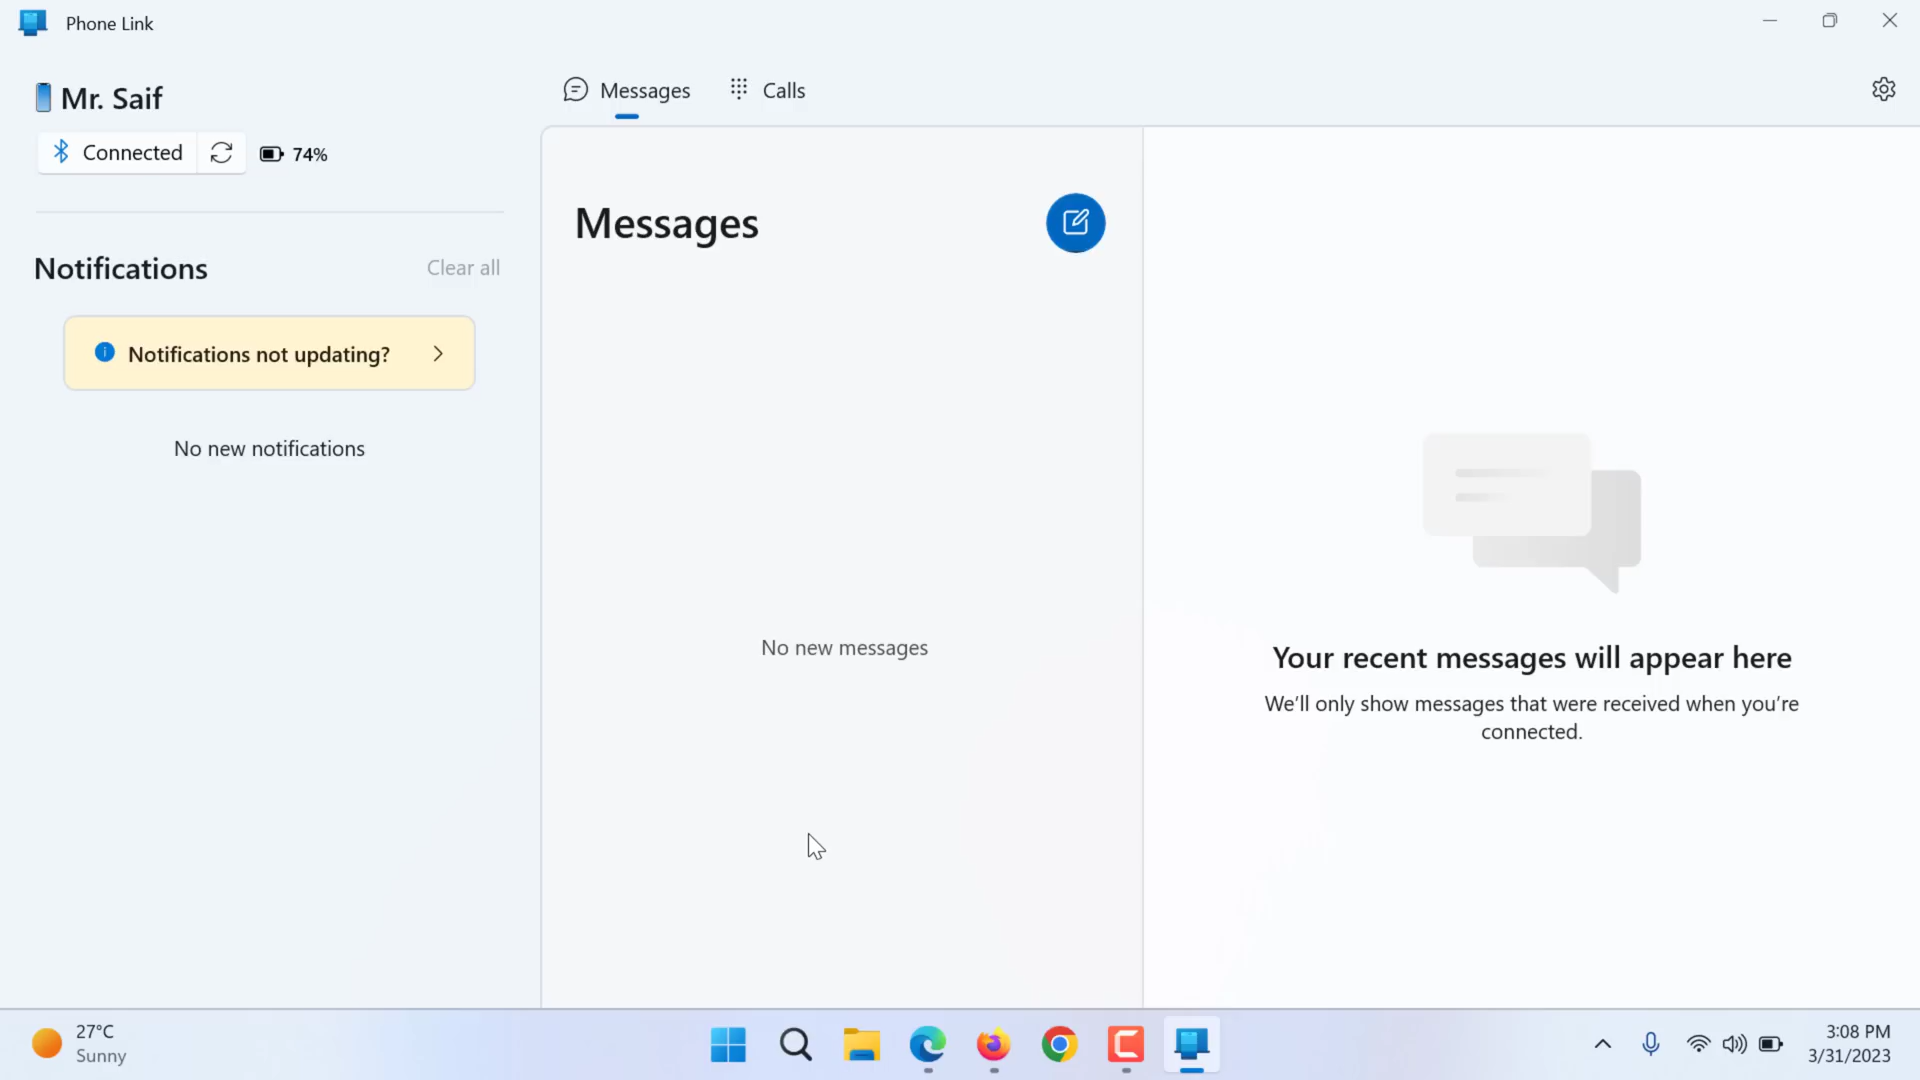 Phone Link
Mr. Saif
Connected
74%
Messages
Calls
Notifications
Clear all
Notifications not updating?
No new notifications
Messages
No new messages
Your recent messages will appear here
We'll only show messages that were received when you're
connected.
27°C
Sunny
3:08 PM
3/31/2023